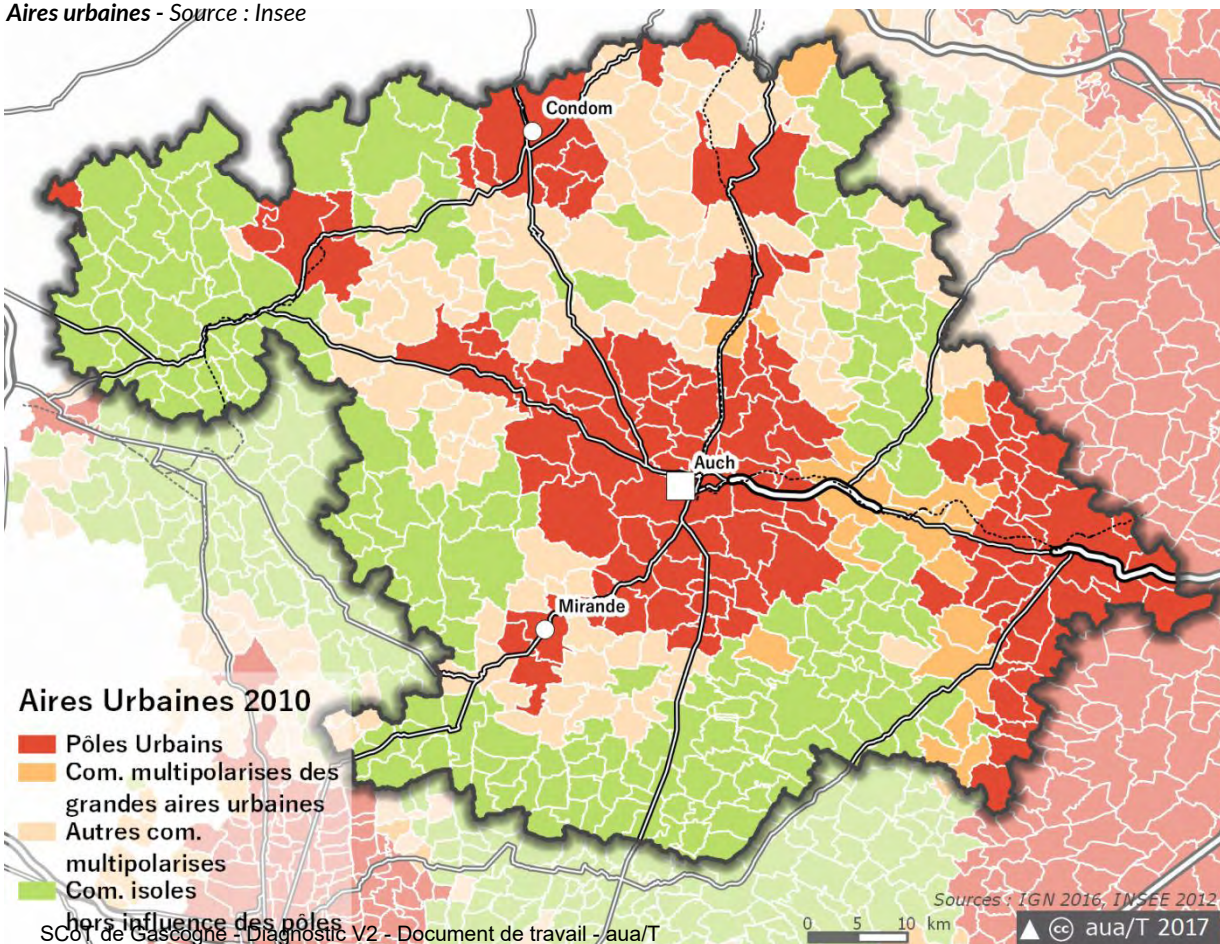 Aires urbaines - Source : Insee
Condom
Auch
Mirande
Aires Urbaines 2010
Pôles Urbains
Com. multipolarises des
grandes aires urbaines
Autres com.
multipolarises
Com. isoles
hors influence des pôles
Sources : IGN 2016, INSEE 2012
0 5 10 km
cc aua/T 2017
SCoT de Gascogne - Diagnostic V2 - Document de travail - aua/T